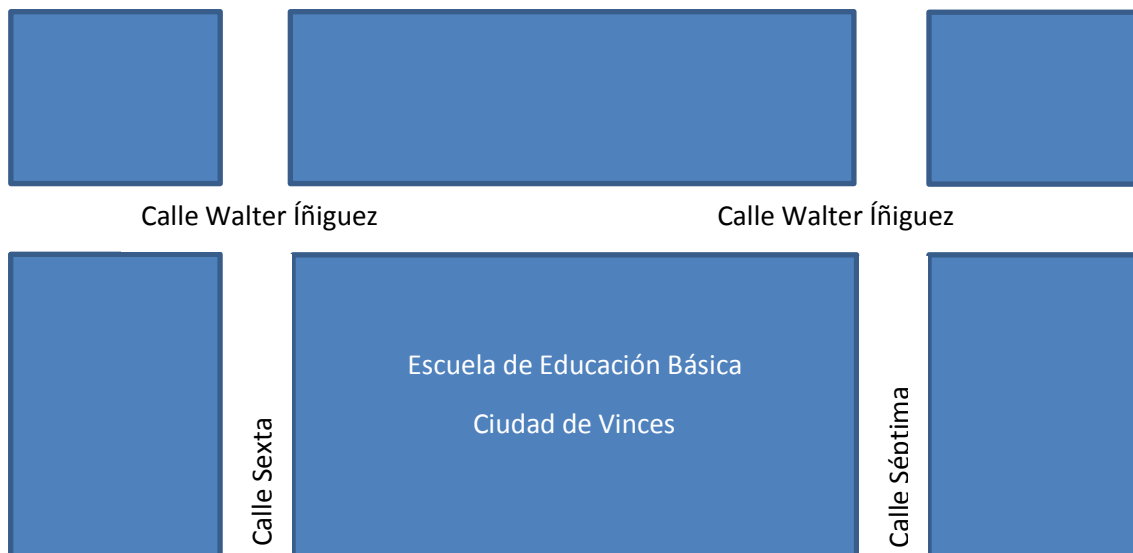 Calle Walter Íñiguez
Calle Walter Íñiguez
Escuela de Educación Básica
Ciudad de Vinces
Calle Sexta
Calle Séptima